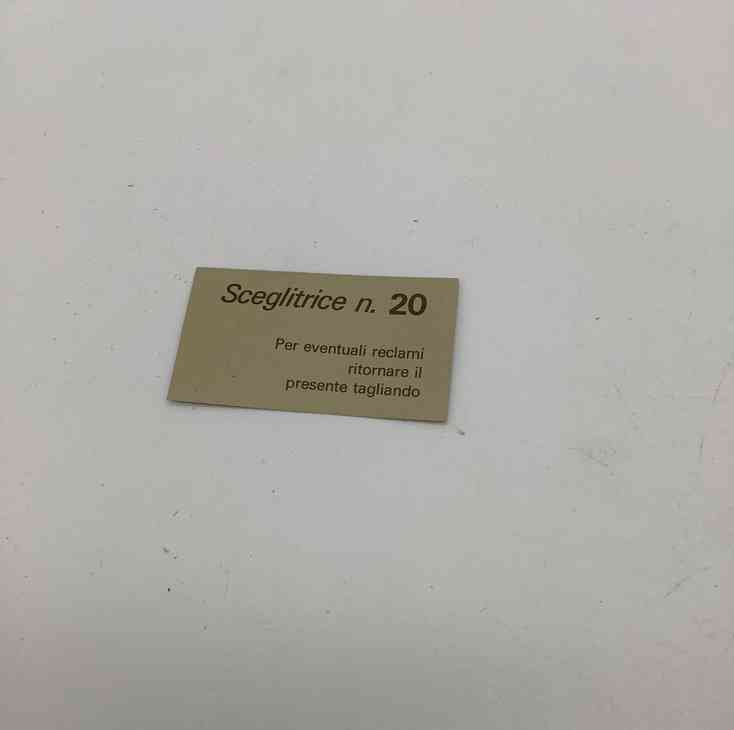 Sceglitrice n. 20
Per eventuali reclami
ritornare il
presente tagliando